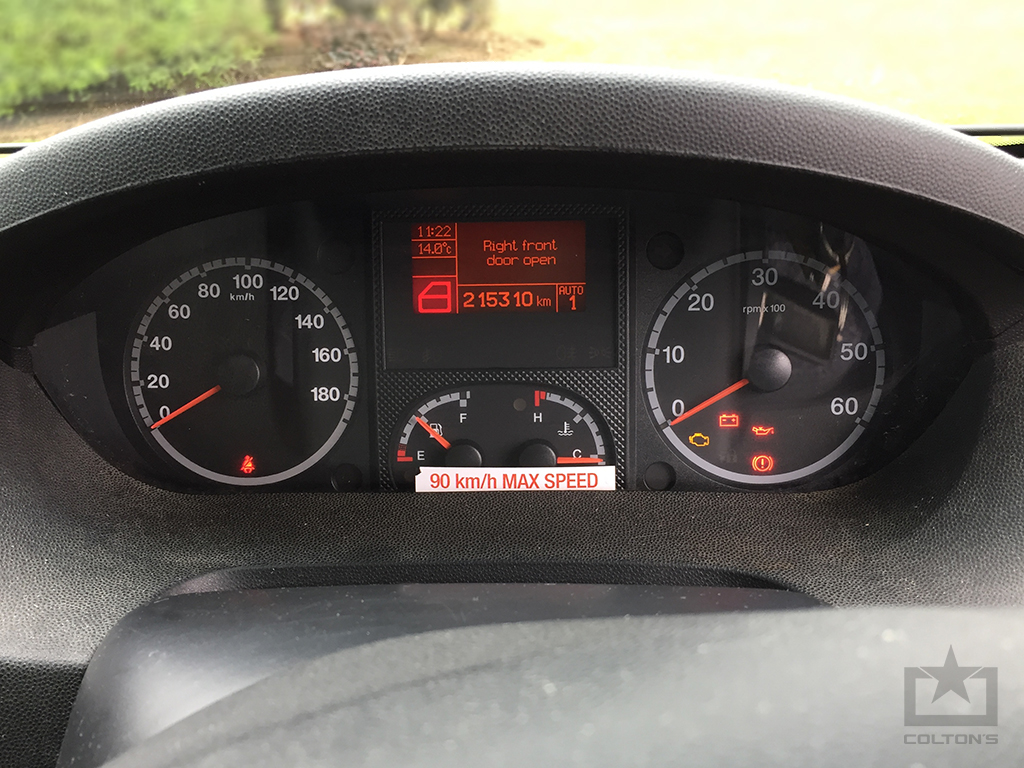 11:22
14.0°c
Right front
door open
215310 km
AUTO
1
0
20
40
60
80
100
120
140
160
180
km/h
0
10
20
30
40
50
60
rpm x 100
F
E
H
C
90 km/h MAX SPEED
COLTON'S